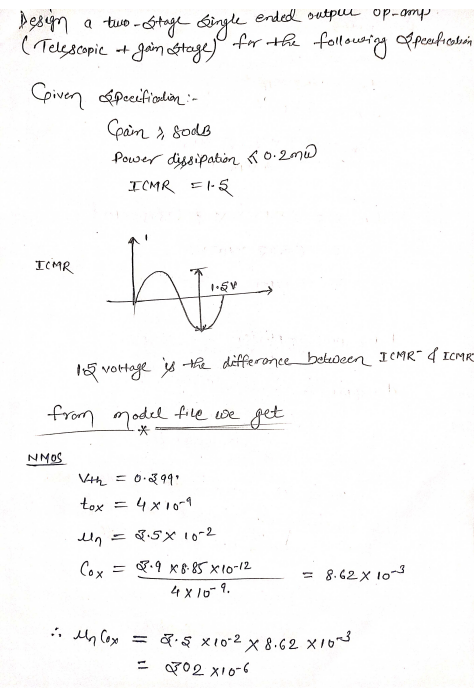 Design a two-stage single ended output op-amp
(Telescopic + gain stage) for the following specification
Given specification:-
Gain ≥ 80dB
Power dissipation ≤ 0.2mW
ICMR = 1.5
ICMR
1.5V
1.5 voltage is the difference between ICMR- & ICMR
from model file we get
*
NMOS
Vth = 0.399
tox = 4 × 10-9
μn = 3.5 × 10-2
Cox = 3.9 × 8.85 × 10-12 / 4 × 10-9. = 8.62 × 10-3
∴ μn Cox = 3.5 × 10-2 × 8.62 × 10-3
= 302 × 10-6